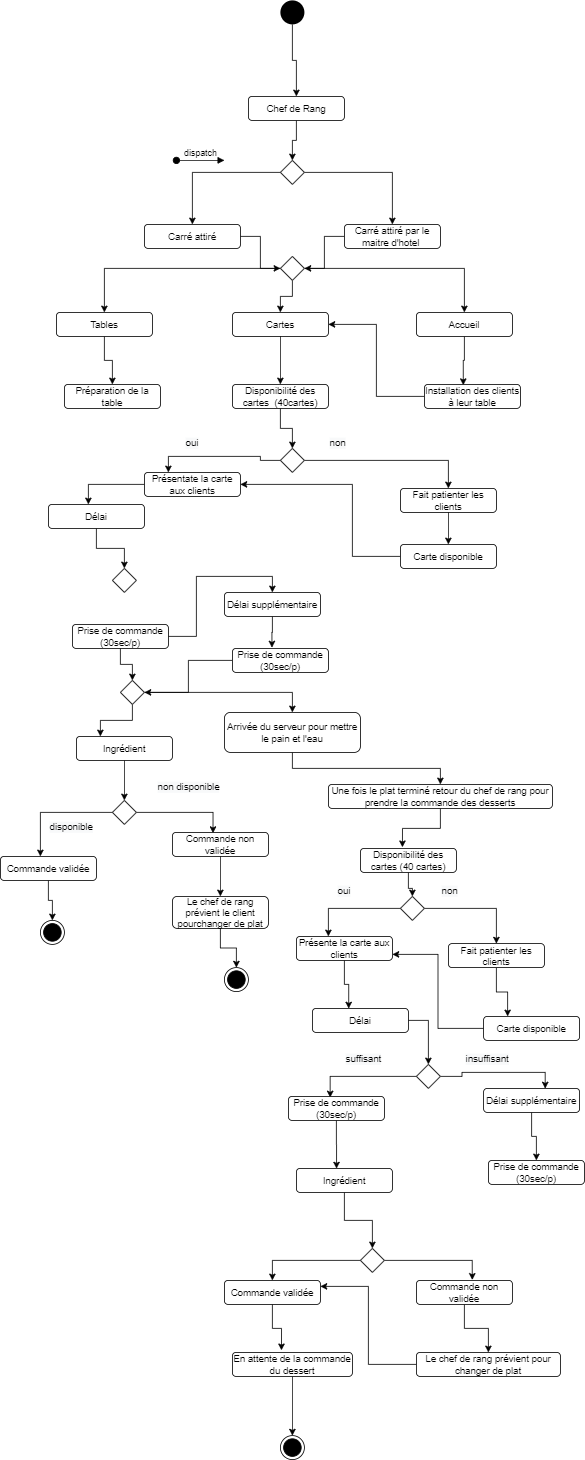 Chef de Rang
dispatch
Carré attiré
Carré attiré par le
maitre d'hotel
Tables
Cartes
Accueil
Préparation de la
table
Disponibilité des
cartes (40cartes)
Installation des clients
à leur table
oui
non
Présentate la carte
aux clients
Fait patienter les
clients
Délai
Carte disponible
Délai supplémentaire
Prise de commande
(30sec/p)
Prise de commande
(30sec/p)
Arrivée du serveur pour mettre
le pain et l'eau
Ingrédient
non disponible
Une fois le plat terminé retour du chef de rang pour
prendre la commande des desserts
disponible
Commande non
validée
Commande validée
Disponibilité des
cartes (40 cartes)
oui
non
Le chef de rang
prévient le client
pourchanger de plat
Présente la carte aux
clients
Fait patienter les
clients
Délai
Carte disponible
suffisant
insuffisant
Prise de commande
(30sec/p)
Délai supplémentaire
Ingrédient
Prise de commande
(30sec/p)
Commande validée
Commande non
validée
En attente de la commande
du dessert
Le chef de rang prévient pour
changer de plat